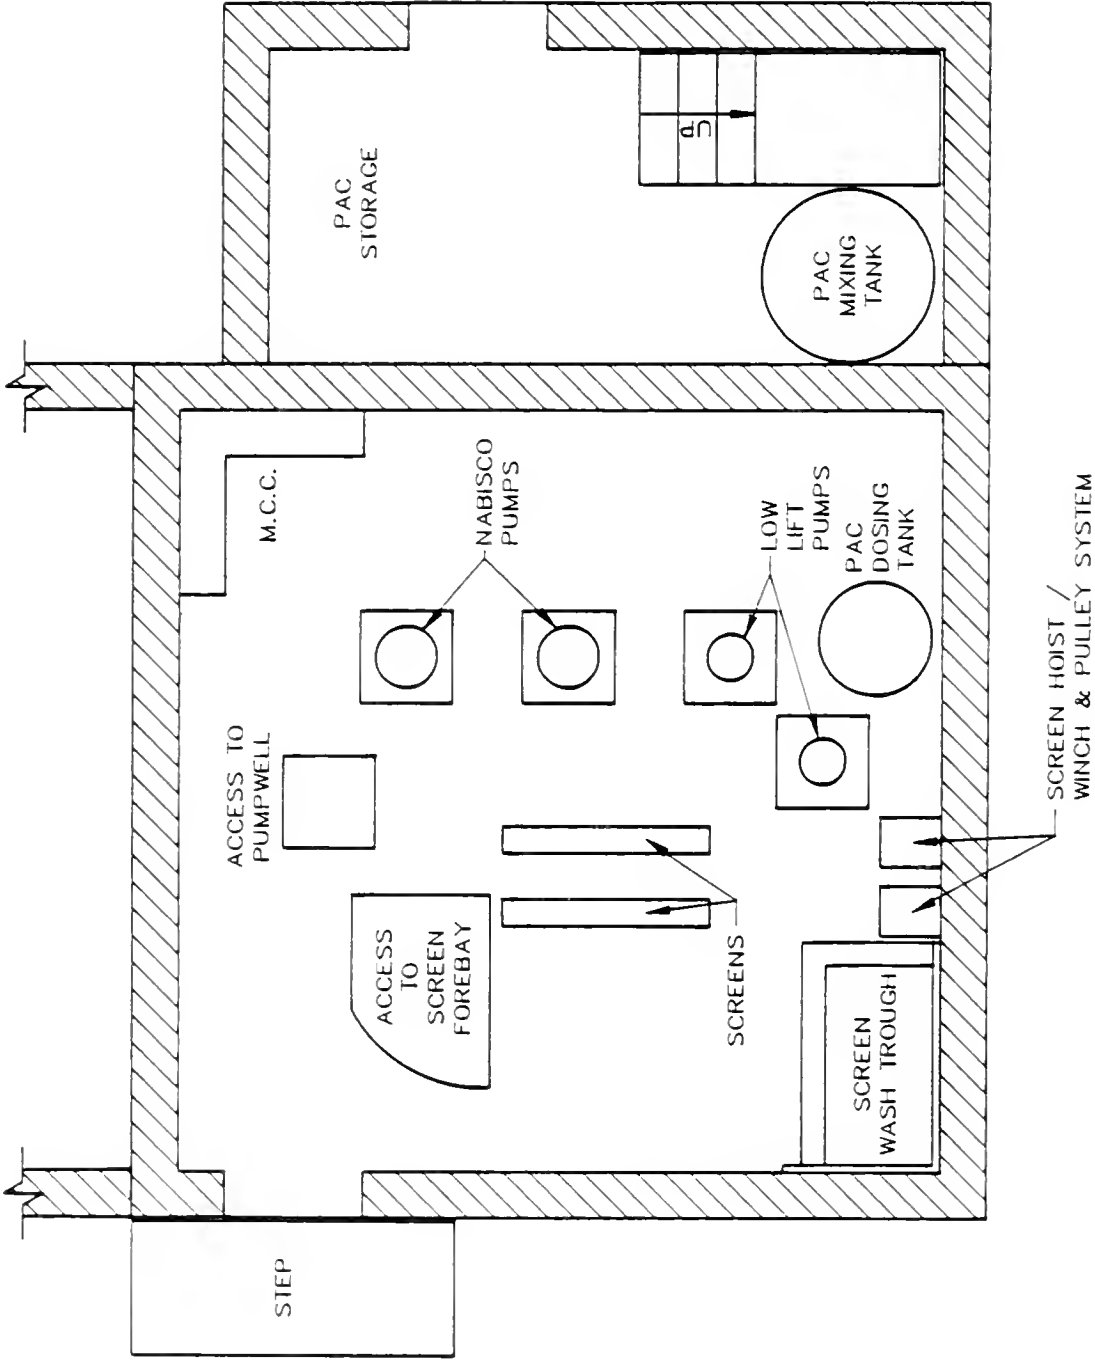 STEP
ACCESS TO
PUMPWELL
M.C.C.
PAC
STORAGE
ACCESS
TO
SCREEN
FOREBAY
NABISCO
PUMPS
UP
SCREENS
LOW
LIFT
PUMPS
PAC
DOSING
TANK
PAC
MIXING
TANK
SCREEN
WASH TROUGH
SCREEN HOIST /
WINCH & PULLEY SYSTEM